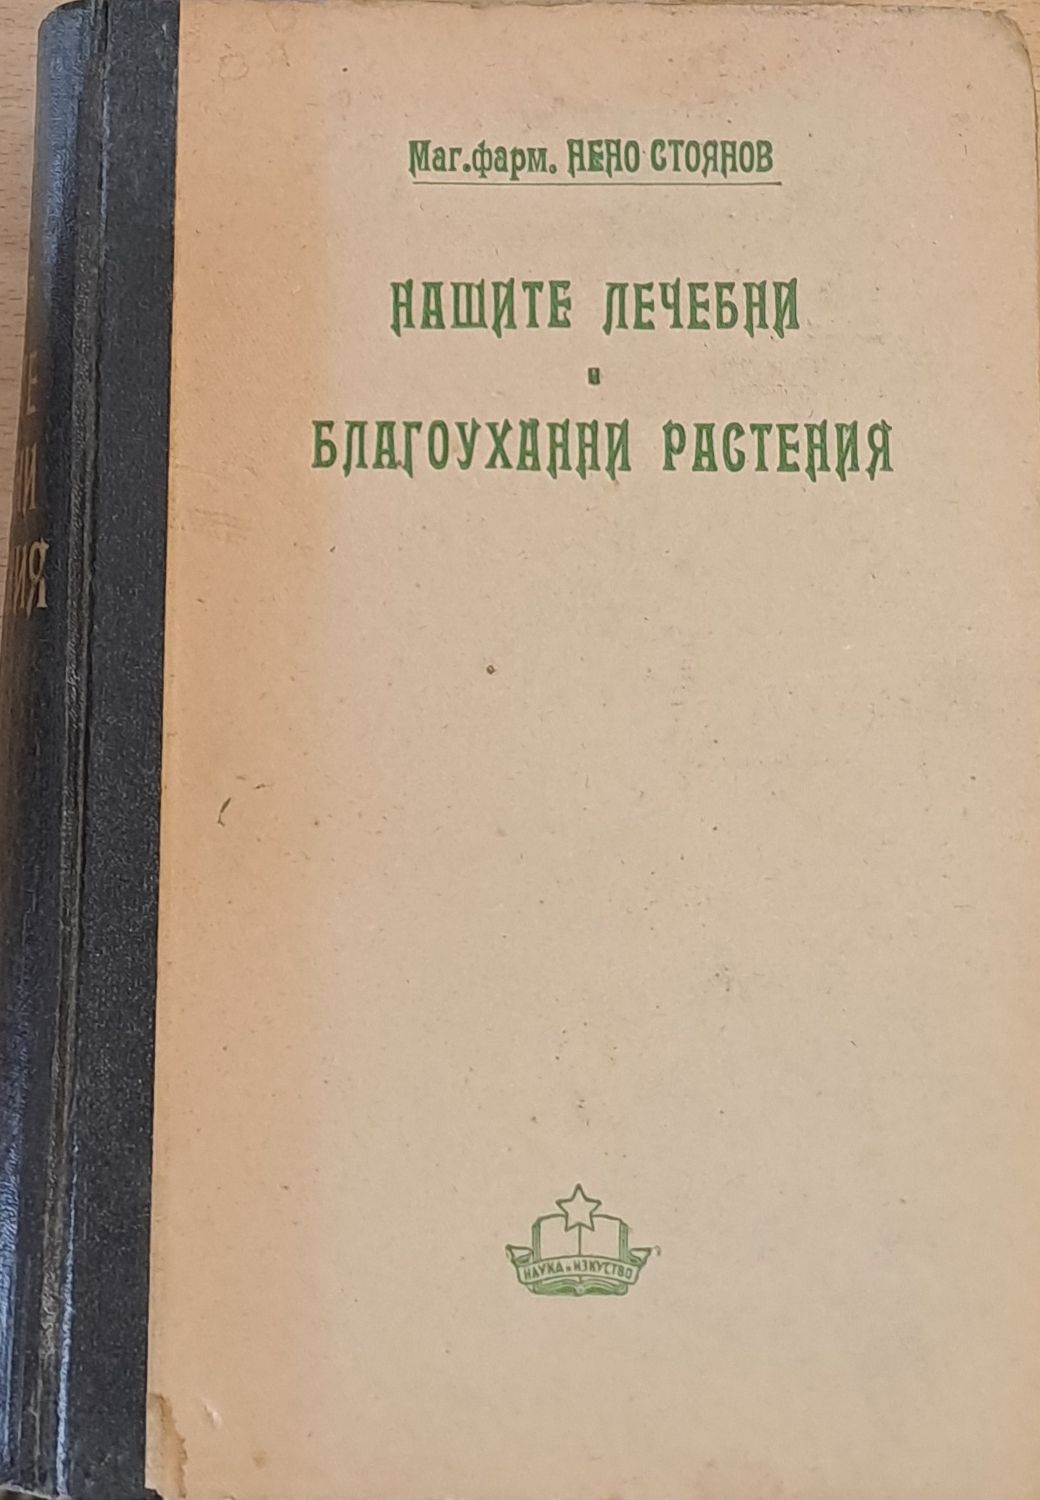 Маг.фарм. НЕНО СТОЯНОВ
НАШИТЕ ЛЕЧЕБНИ
И
БЛАГОУХАННИ РАСТЕНИЯ
НАУКА И ИЗКУСТВО